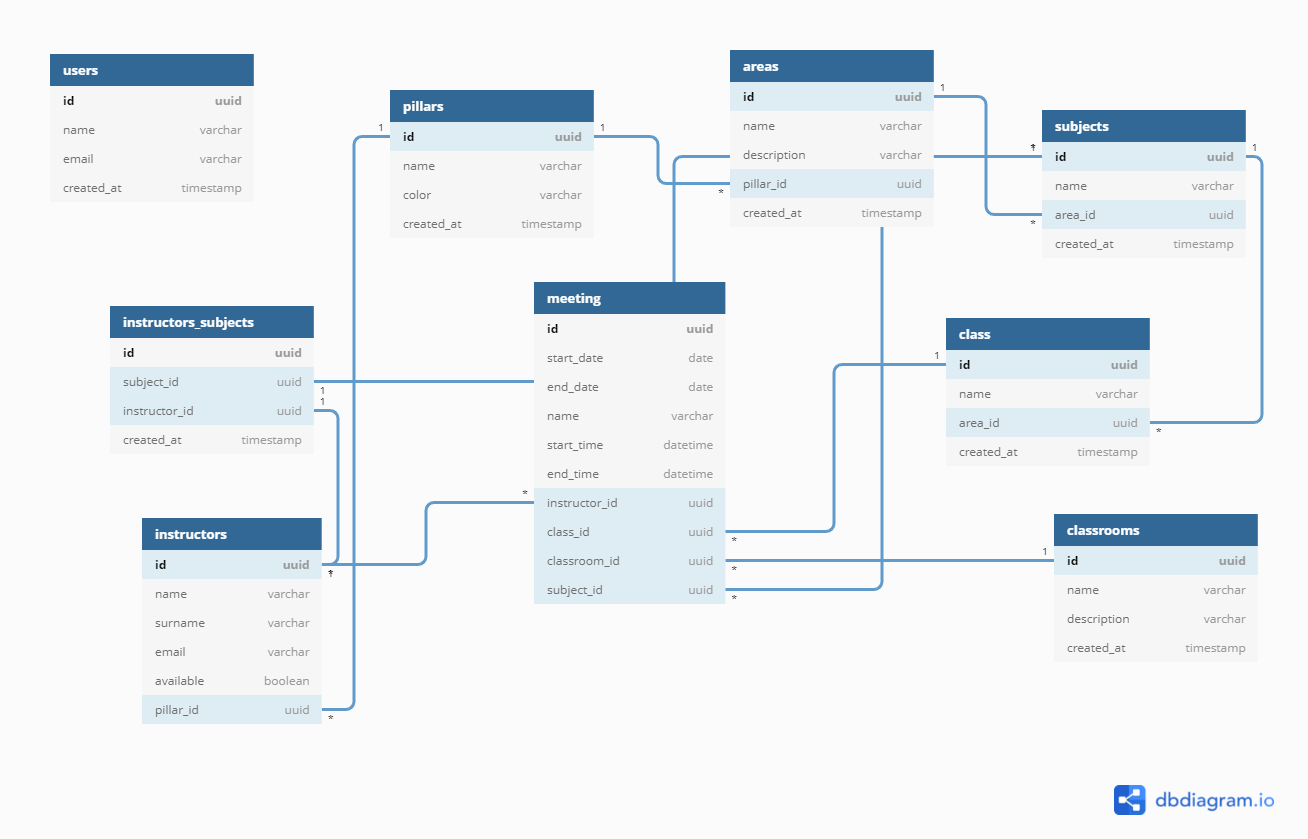 users
id uuid
name varchar
email varchar
created_at timestamp
pillars
1 id uuid 1
name varchar
color varchar
created_at timestamp
areas
id uuid 1
name varchar
description varchar
pillar_id uuid
*
created_at timestamp
subjects
id uuid 1
name varchar
area_id uuid
*
created_at timestamp
instructors_subjects
id uuid
subject_id uuid
1
1
instructor_id uuid
created_at timestamp
meeting
id uuid
start_date date
end_date date
name varchar
start_time datetime
end_time datetime
*
instructor_id uuid
class_id uuid
*
classroom_id uuid
*
subject_id uuid
*
class
1
id uuid
name varchar
area_id uuid
*
created_at timestamp
instructors
id uuid
name varchar
surname varchar
email varchar
available boolean
pillar_id uuid
*
classrooms
1
id uuid
name varchar
description varchar
created_at timestamp
dbdiagram.io